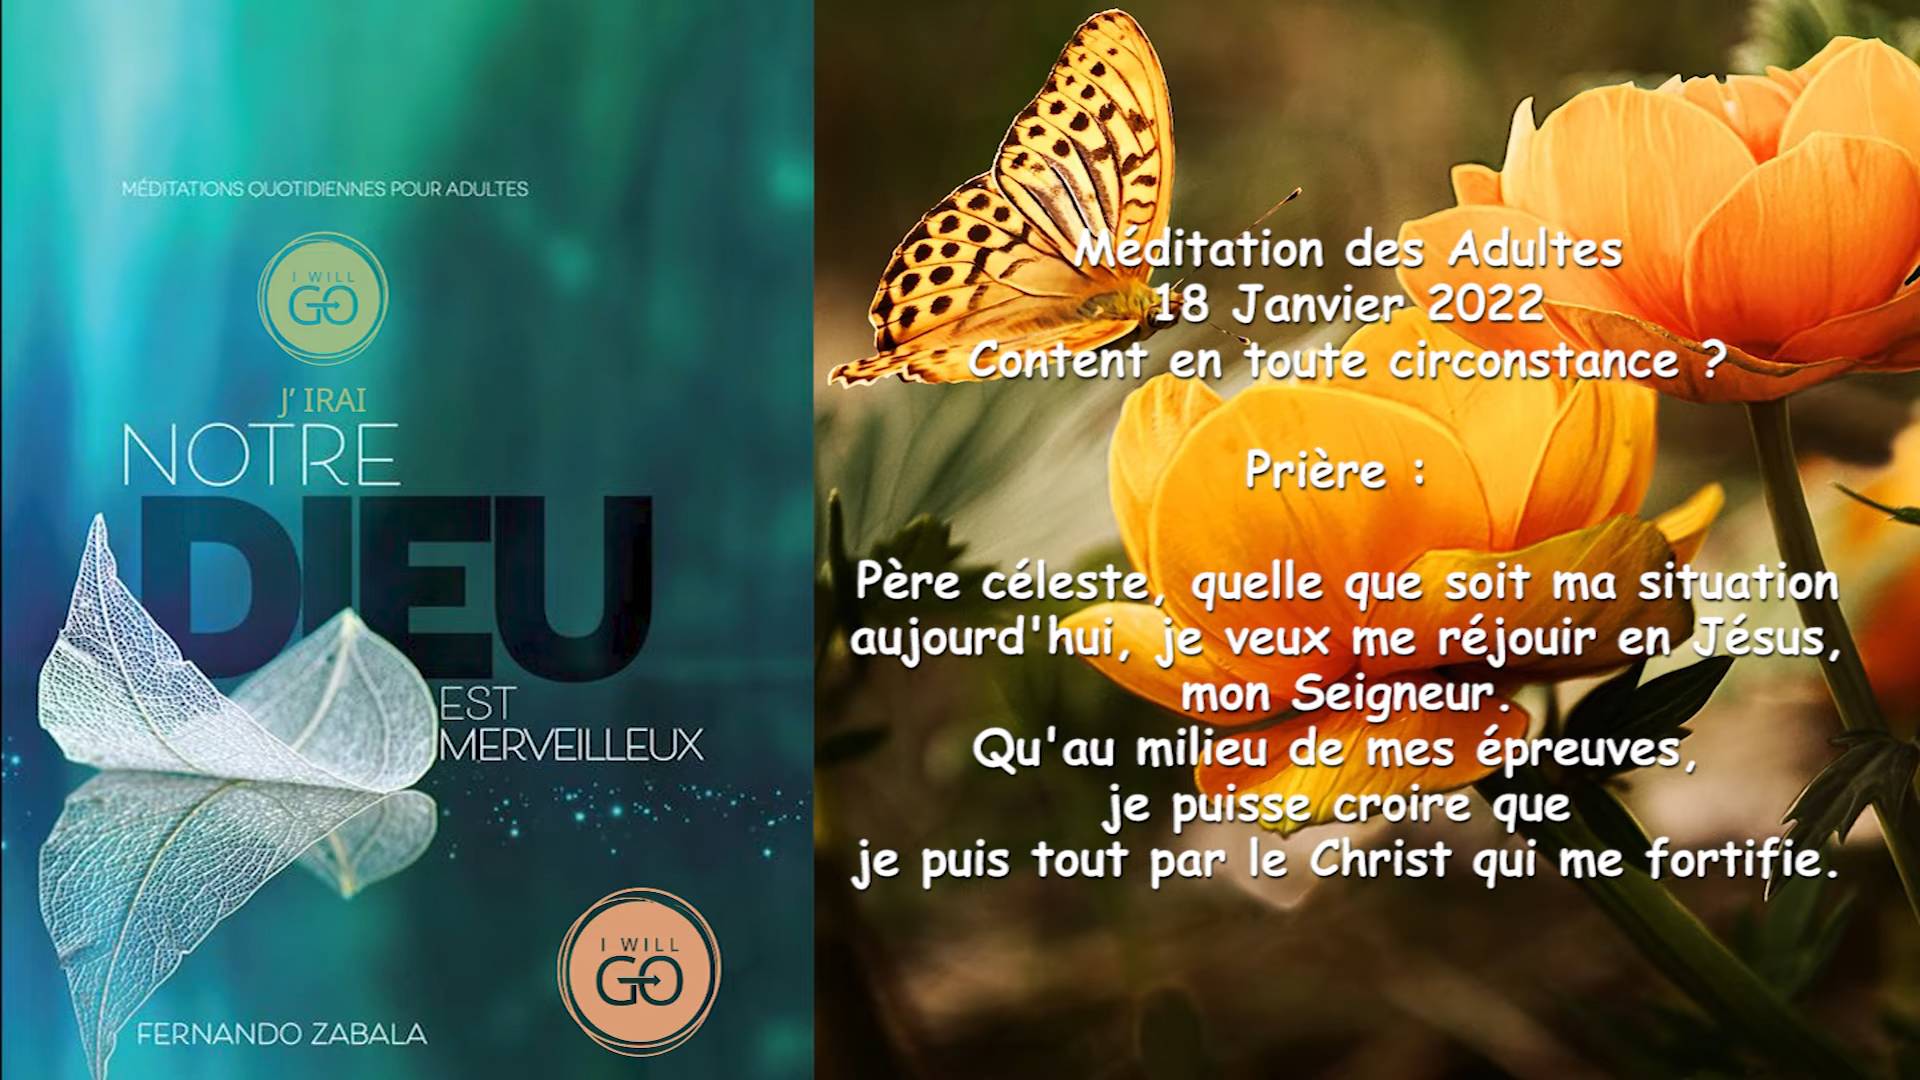 MÉDITATIONS QUOTIDIENNES POUR ADULTES
I WILL
GO
J' IRAI
NOTRE
DIEU
EST
MERVEILLEUX
I WILL
GO
FERNANDO ZABALA
Méditation des Adultes
18 Janvier 2022
Content en toute circonstance ?
Prière :
Père céleste, quelle que soit ma situation
aujourd'hui, je veux me réjouir en Jésus,
mon Seigneur.
Qu'au milieu de mes épreuves,
je puisse croire que
je puis tout par le Christ qui me fortifie.